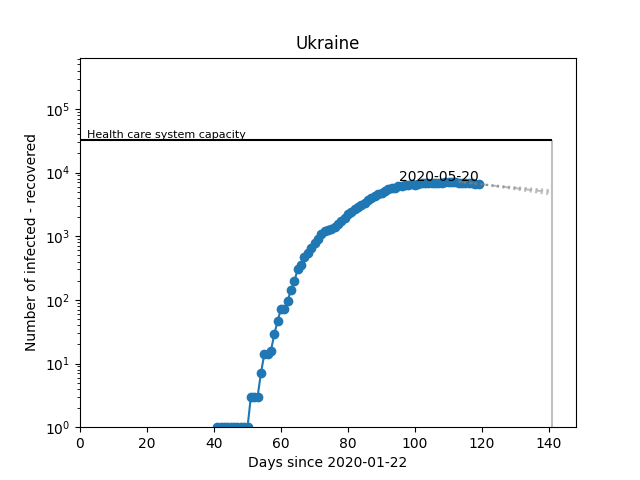 Ukraine
Number of infected - recovered
10^5
10^4
10^3
10^2
10^1
10^0
Health care system capacity
2020-05-20
0 20 40 60 80 100 120 140
Days since 2020-01-22